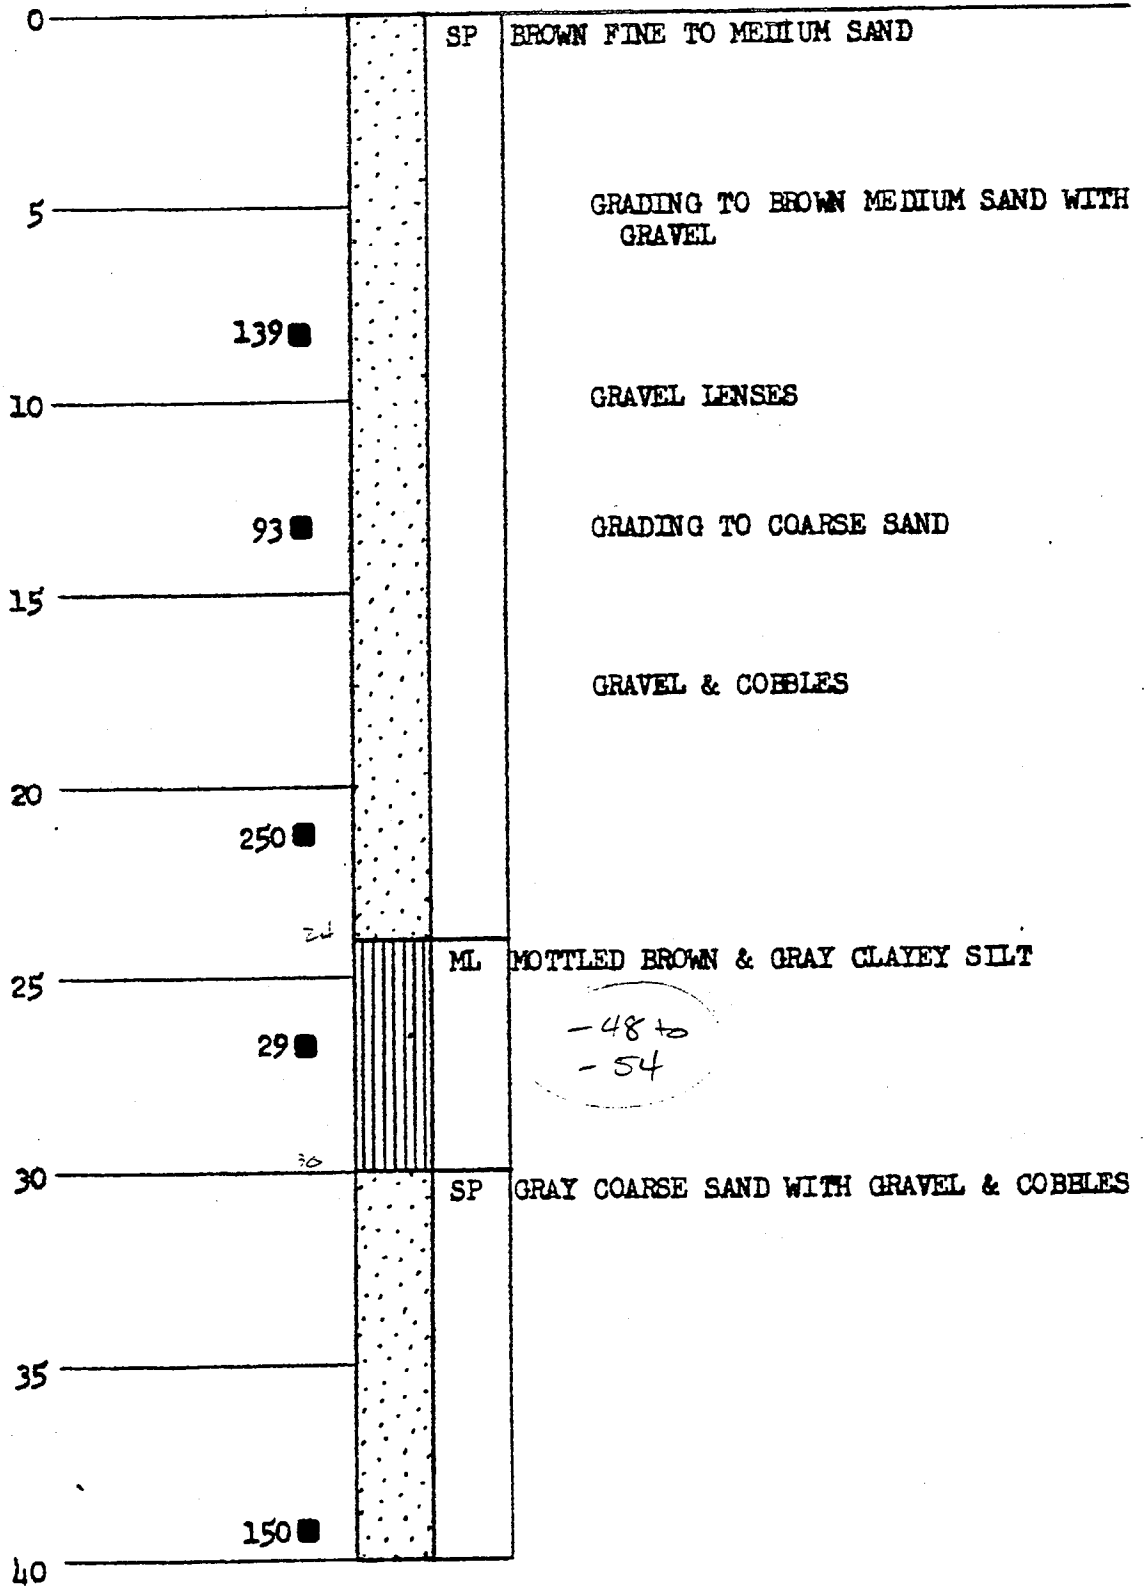 0
SP BROWN FINE TO MEDIUM SAND
5
GRADING TO BROWN MEDIUM SAND WITH
GRAVEL
139
10
GRAVEL LENSES
93
GRADING TO COARSE SAND
15
GRAVEL & COBBLES
20
250
24
ML MOTTLED BROWN & GRAY CLAYEY SILT
25
-48 to
29
-54
30
30
SP GRAY COARSE SAND WITH GRAVEL & COBBLES
35
150
40